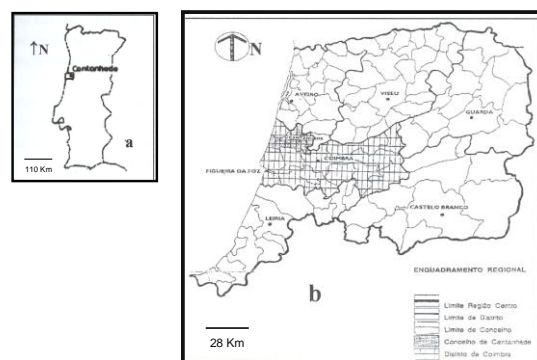 ↑N
Cantanhede
a
110 Km
N
AVEIRO
VISEU
GUARDA
COIMBRA
FIGUEIRA DA FOZ
CASTELO BRANCO
LEIRIA
ENQUADRAMENTO REGIONAL
b
Limite Região Centro
Limite de Distrito
Limite de Concelho
Concelho de Cantanhede
Distrito de Coimbra
28 Km